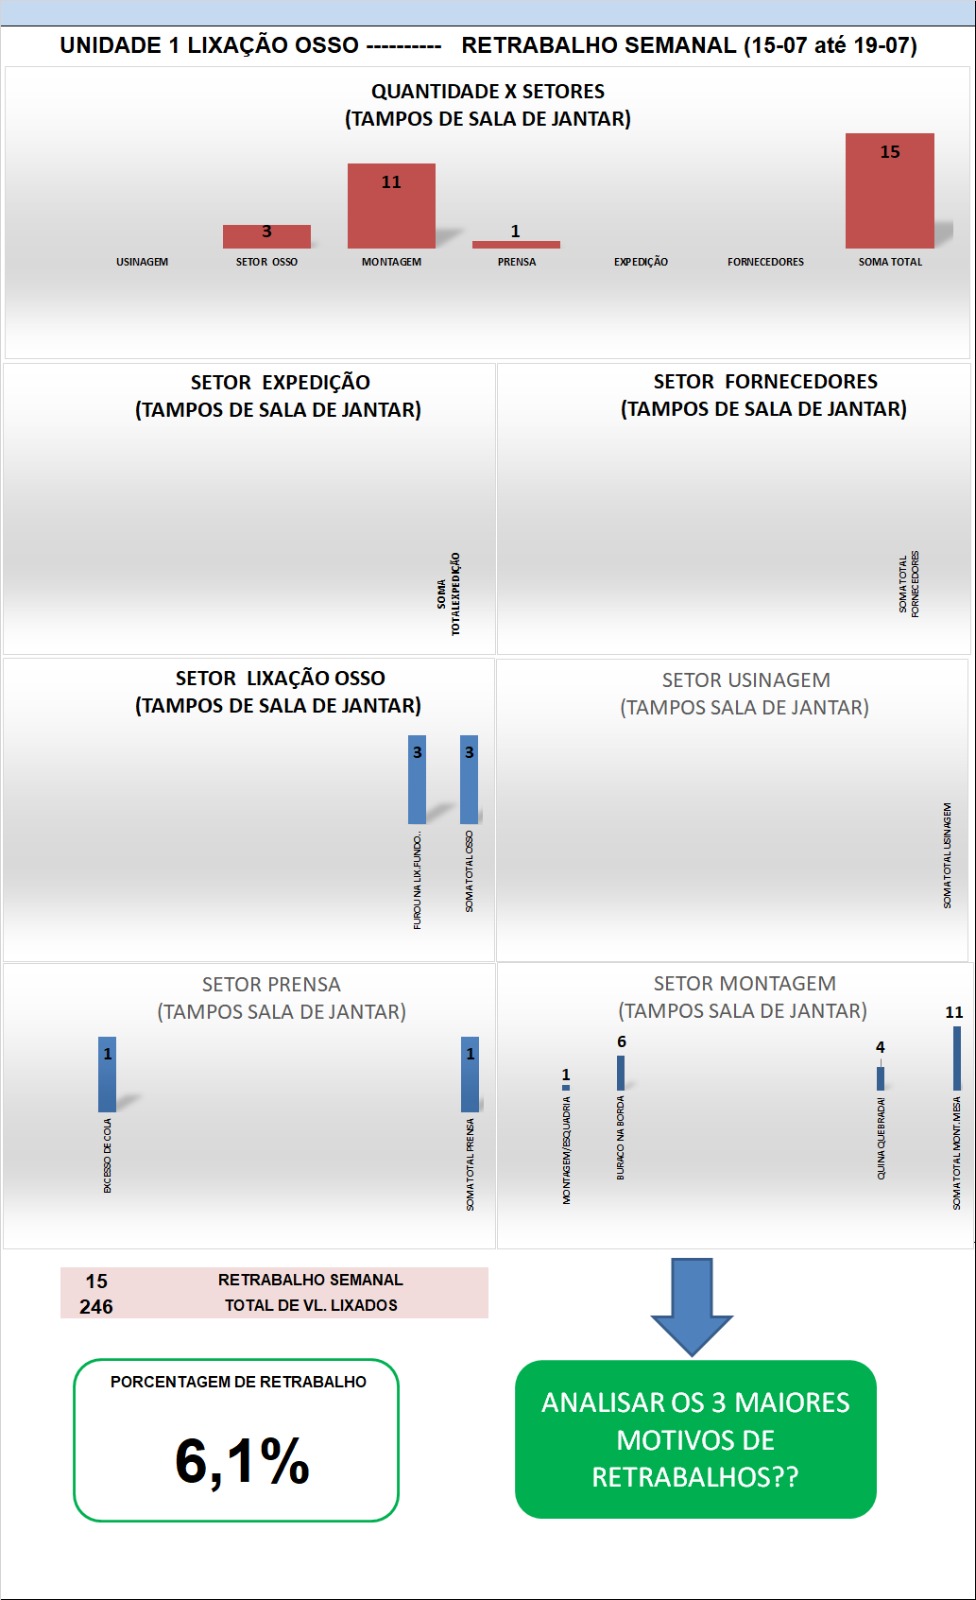 UNIDADE 1 LIXAÇÃO OSSO ---------- RETRABALHO SEMANAL (15-07 até 19-07)
QUANTIDADE X SETORES
(TAMPOS DE SALA DE JANTAR)
3
11
1
15
USINAGEM
SETOR OSSO
MONTAGEM
PRENSA
EXPEDIÇÃO
FORNECEDORES
SOMA TOTAL
SETOR EXPEDIÇÃO
(TAMPOS DE SALA DE JANTAR)
SOMA
TOTALEXPEDIÇÃO
SETOR FORNECEDORES
(TAMPOS DE SALA DE JANTAR)
SOMA TOTAL
FORNECEDORES
SETOR LIXAÇÃO OSSO
(TAMPOS DE SALA DE JANTAR)
3
3
FUROU NA LIX.FUNDO...
SOMA TOTAL OSSO
SETOR USINAGEM
(TAMPOS SALA DE JANTAR)
SOMA TOTAL USINAGEM
SETOR PRENSA
(TAMPOS SALA DE JANTAR)
1
1
EXCESSO DE COLA
SOMA TOTAL PRENSA
SETOR MONTAGEM
(TAMPOS SALA DE JANTAR)
1
6
4
11
MONTAGEM/ESQUADRIA
BURACO NA BORDA
QUINA QUEBRADA!
SOMA TOTAL MONT.MESA
15 RETRABALHO SEMANAL
246 TOTAL DE VL. LIXADOS
PORCENTAGEM DE RETRABALHO
6,1%
ANALISAR OS 3 MAIORES
MOTIVOS DE
RETRABALHOS??